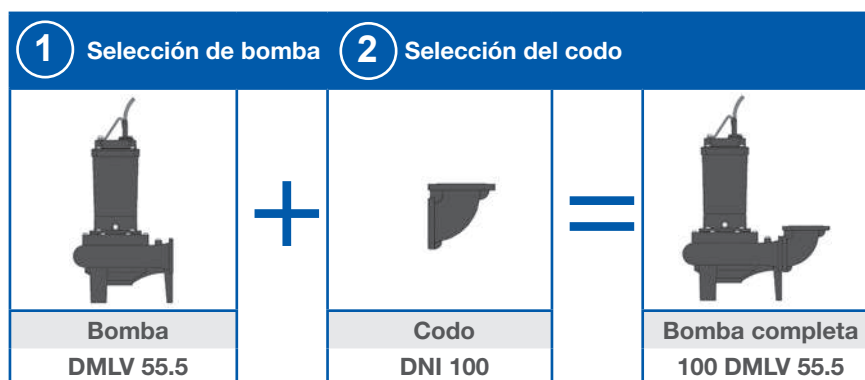 1 Selección de bomba 2 Selección del codo
+ =
Bomba Codo Bomba completa
DMLV 55.5 DNI 100 100 DMLV 55.5